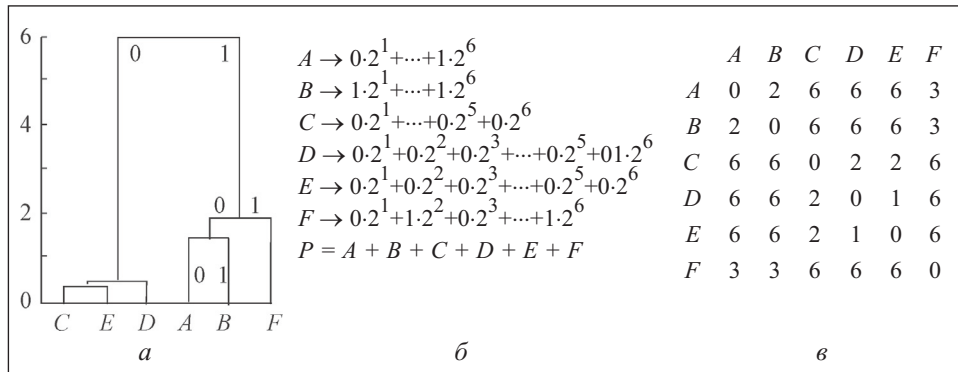 6
4
2
0
0 1
0 1
0 1
C E D A B F
а
A → 0·2^1+···+1·2^6
B → 1·2^1+···+1·2^6
C → 0·2^1+···+0·2^5+0·2^6
D → 0·2^1+0·2^2+0·2^3+···+0·2^5+01·2^6
E → 0·2^1+0·2^2+0·2^3+···+0·2^5+0·2^6
F → 0·2^1+1·2^2+0·2^3+···+1·2^6
P = A + B + C + D + E + F
б
A B C D E F
A 0 2 6 6 6 3
B 2 0 6 6 6 3
C 6 6 0 2 2 6
D 6 6 2 0 1 6
E 6 6 2 1 0 6
F 3 3 6 6 6 0
в